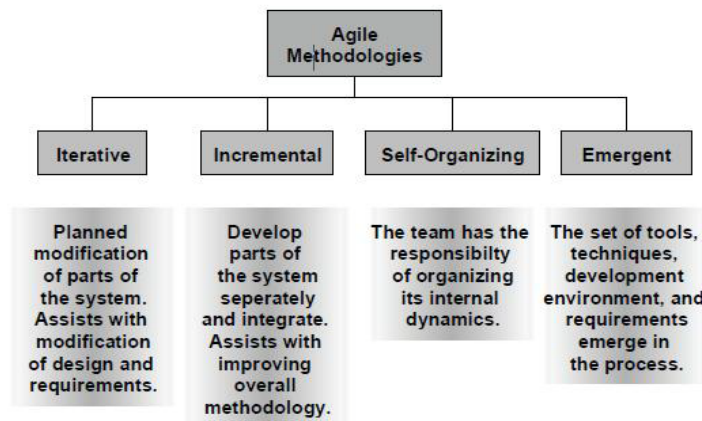 Agile
Methodologies
Iterative
Incremental
Self-Organizing
Emergent
Planned
modification
of parts of
the system.
Assists with
modification
of design and
requirements.
Develop
parts of
the system
seperately
and integrate.
Assists with
improving
overall
methodology.
The team has the
responsibilty
of organizing
its internal
dynamics.
The set of tools,
techniques,
development
environment, and
requirements
emerge in
the process.